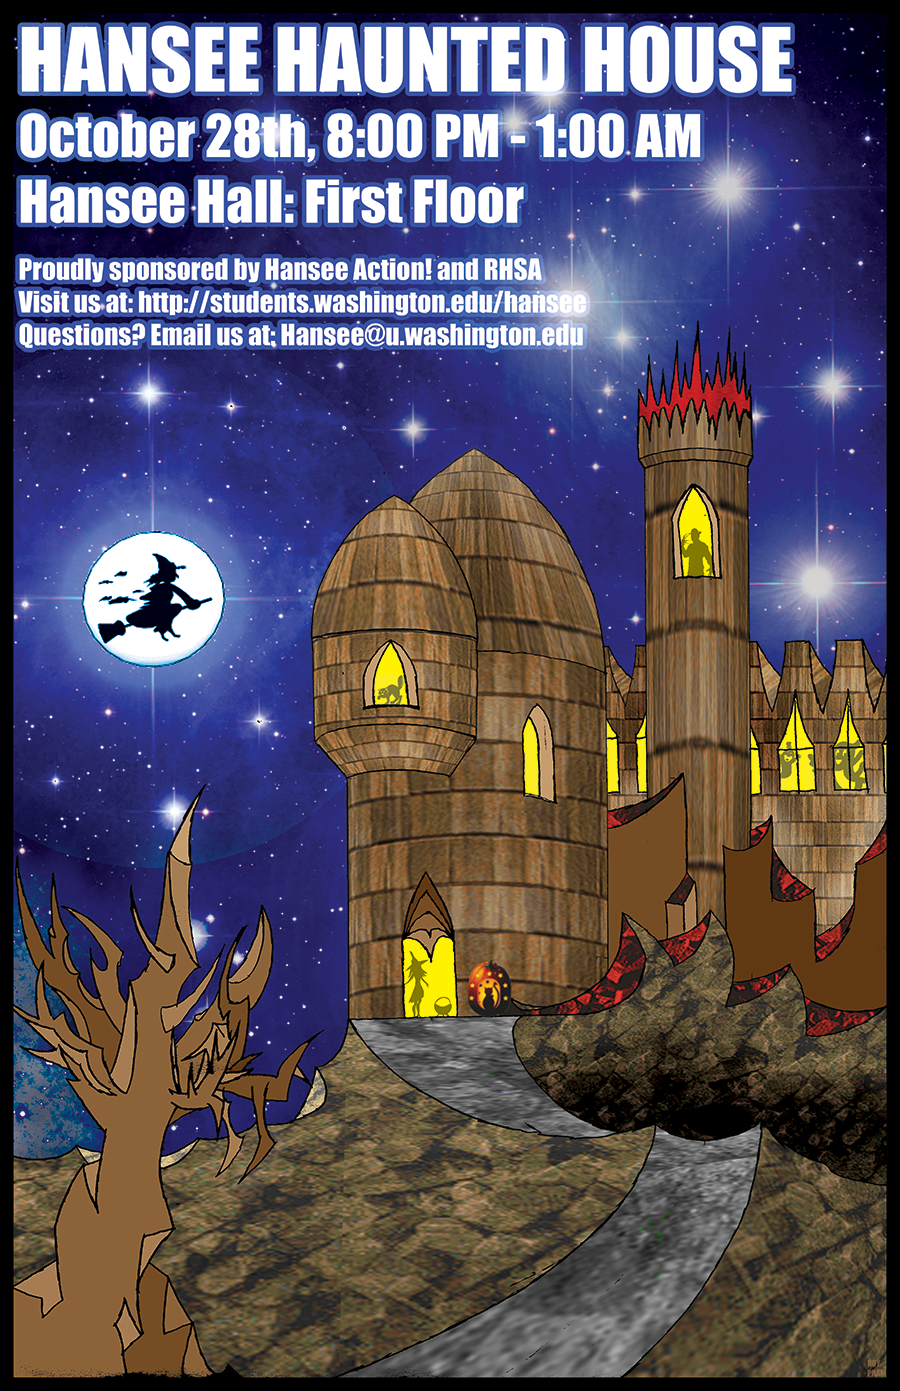 HANSEE HAUNTED HOUSE
October 28th, 8:00 PM - 1:00 AM
Hansee Hall: First Floor
Proudly sponsored by Hansee Action! and RHSA
Visit us at: http://students.washington.edu/hansee
Questions? Email us at: Hansee@u.washington.edu